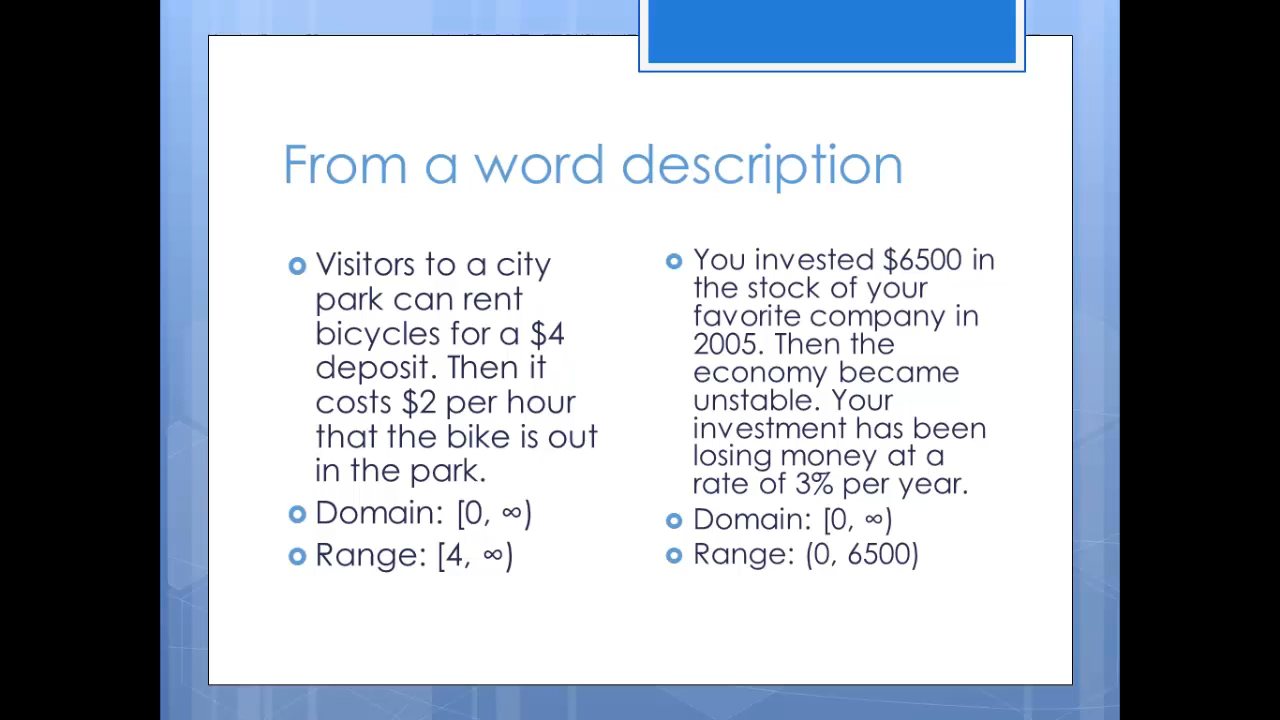 From a word description
Visitors to a city
park can rent
bicycles for a $4
deposit. Then it
costs $2 per hour
that the bike is out
in the park.
Domain: [0, ∞)
Range: [4, ∞)
You invested $6500 in
the stock of your
favorite company in
2005. Then the
economy became
unstable. Your
investment has been
losing money at a
rate of 3% per year.
Domain: [0, ∞)
Range: (0, 6500)